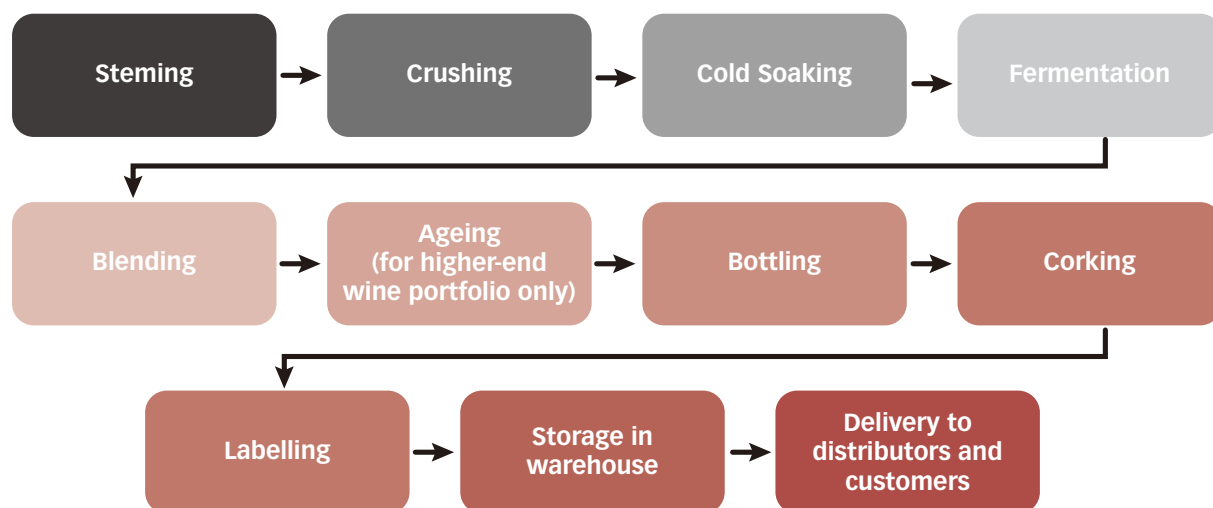 Steming
Crushing
Cold Soaking
Fermentation
Blending
Ageing
(for higher-end
wine portfolio only)
Bottling
Corking
Labelling
Storage in
warehouse
Delivery to
distributors and
customers